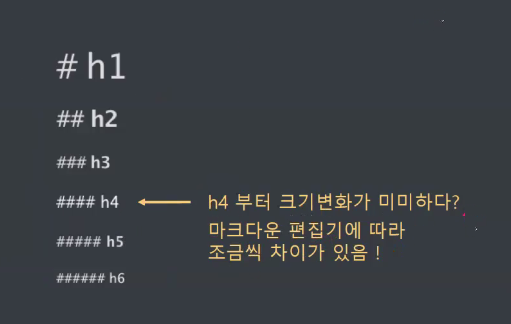 # h1
## h2
### h3
#### h4
h4 부터 크기변화가 미미하다?
마크다운 편집기에 따라
조금씩 차이가 있음 !
##### h5
###### h6